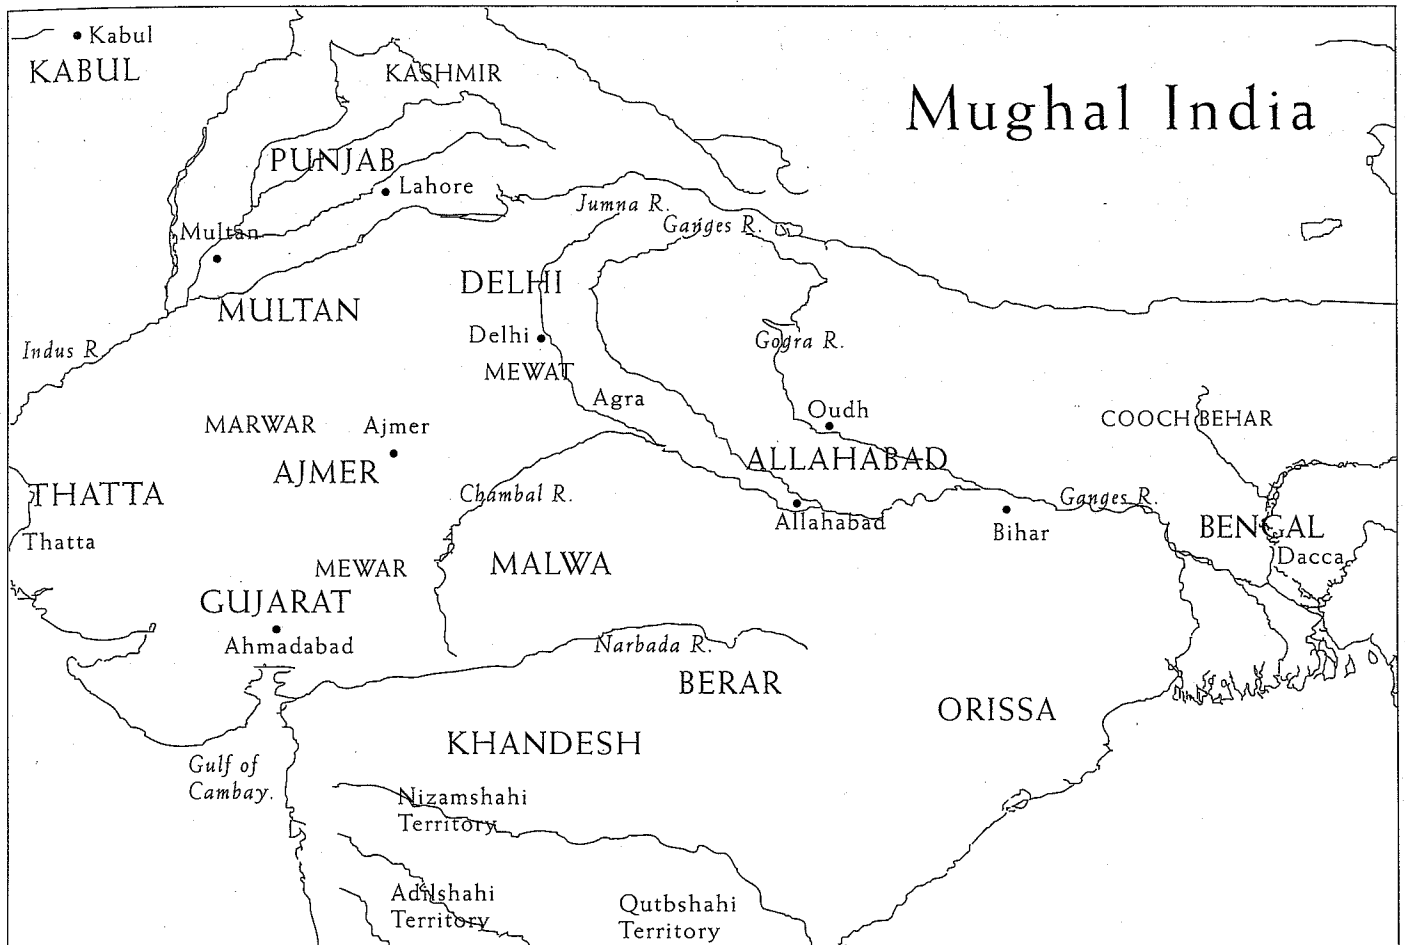 Kabul
KABUL
KASHMIR
Mughal India
PUNJAB
Lahore
Jumna R.
Ganges R.
Multan
DELHI
MULTAN
Delhi
Gogra R.
Indus R
MEWAT
Agra
Oudh
MARWAR
Ajmer
COOCH BEHAR
AJMER
ALLAHABAD
THATTA
Chambal R.
Ganges R.
Allahabad
Bihar
BENGAL
Thatta
Dacca
MEWAR
MALWA
GUJARAT
Ahmadabad
Narbada R.
BERAR
ORISSA
KHANDESH
Gulf of
Cambay.
Nizamshahi
Territory
Adilshahi
Territory
Qutbshahi
Territory